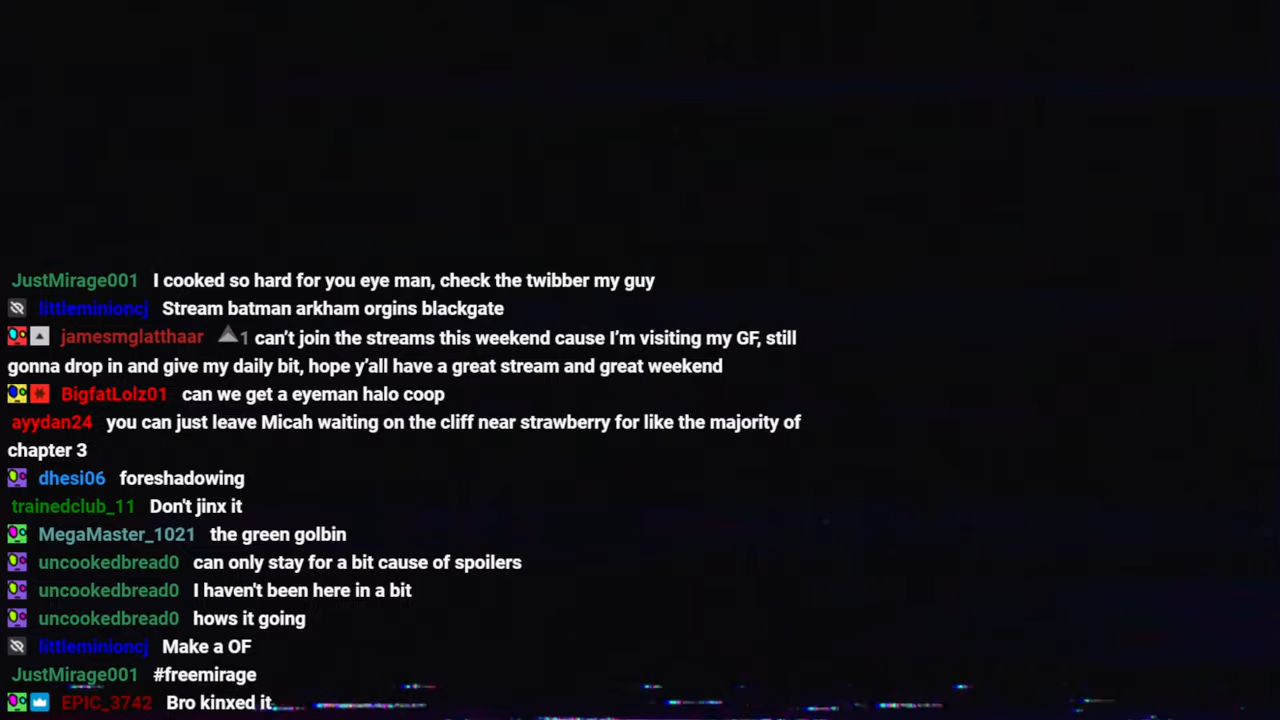 JustMirage001 I cooked so hard for you eye man, check the twibber my guy
littleminioncj Stream batman arkham orgins blackgate
jamesmglatthaar 1 can't join the streams this weekend cause I'm visiting my GF, still
gonna drop in and give my daily bit, hope y'all have a great stream and great weekend
BigfatLolz01 can we get a eyeman halo coop
ayydan24 you can just leave Micah waiting on the cliff near strawberry for like the majority of
chapter 3
dhesi06 foreshadowing
trainedclub_11 Don't jinx it
MegaMaster_1021 the green golbin
uncookedbread0 can only stay for a bit cause of spoilers
uncookedbread0 I haven't been here in a bit
uncookedbread0 hows it going
littleminioncj Make a OF
JustMirage001 #freemirage
EPIC_3742 Bro kinxed it